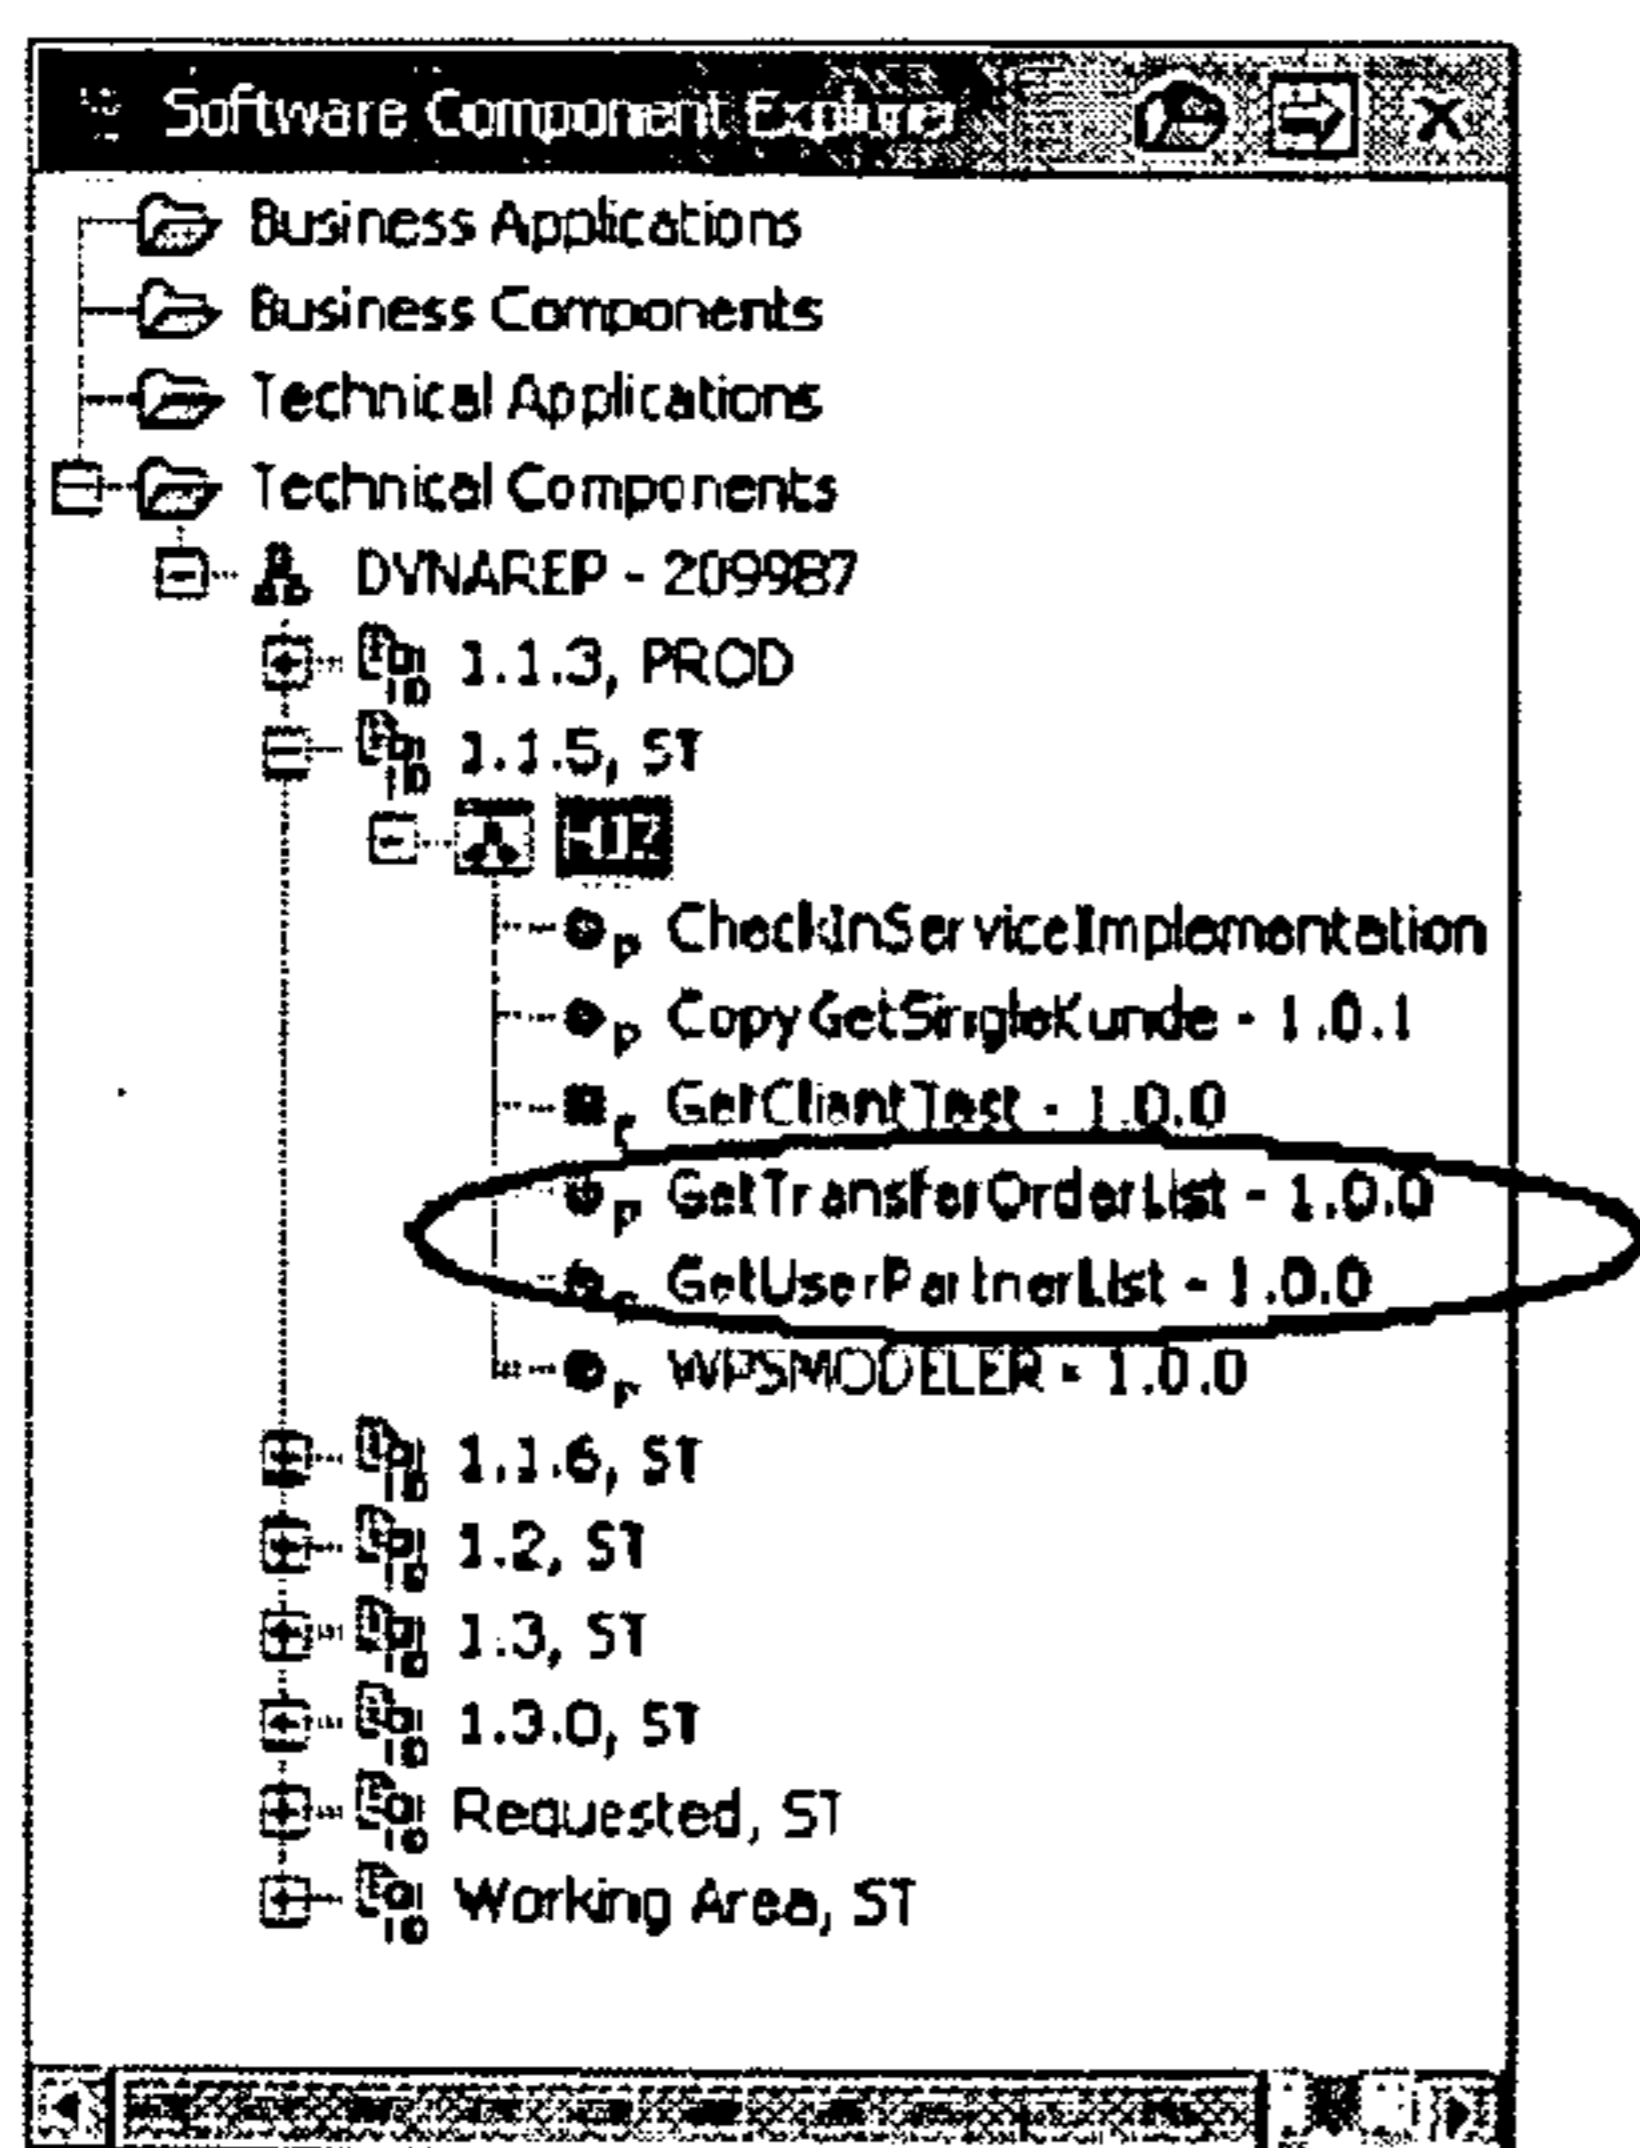 Software Component Explorer
Business Applications
Business Components
Technical Applications
Technical Components
DYNAREP - 209987
1.1.3, PROD
1.1.5, ST
CheckInServiceImplementation
CopyGetSingleKunde - 1.0.1
GetClientTest - 1.0.0
GetTransferOrderList - 1.0.0
GetUserPartnerList - 1.0.0
WPSMODELER - 1.0.0
1.1.6, ST
1.2, ST
1.3, ST
1.3.0, ST
Requested, ST
Working Area, ST